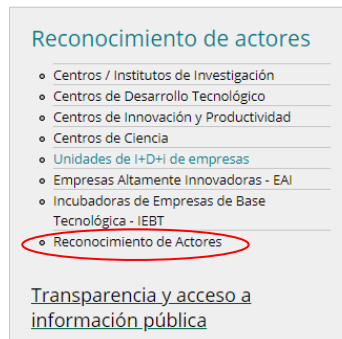 Reconocimiento de actores
Centros / Institutos de Investigación
Centros de Desarrollo Tecnológico
Centros de Innovación y Productividad
Centros de Ciencia
Unidades de I+D+i de empresas
Empresas Altamente Innovadoras - EAI
Incubadoras de Empresas de Base
Tecnológica - IEBT
Reconocimiento de Actores
Transparencia y acceso a
información pública